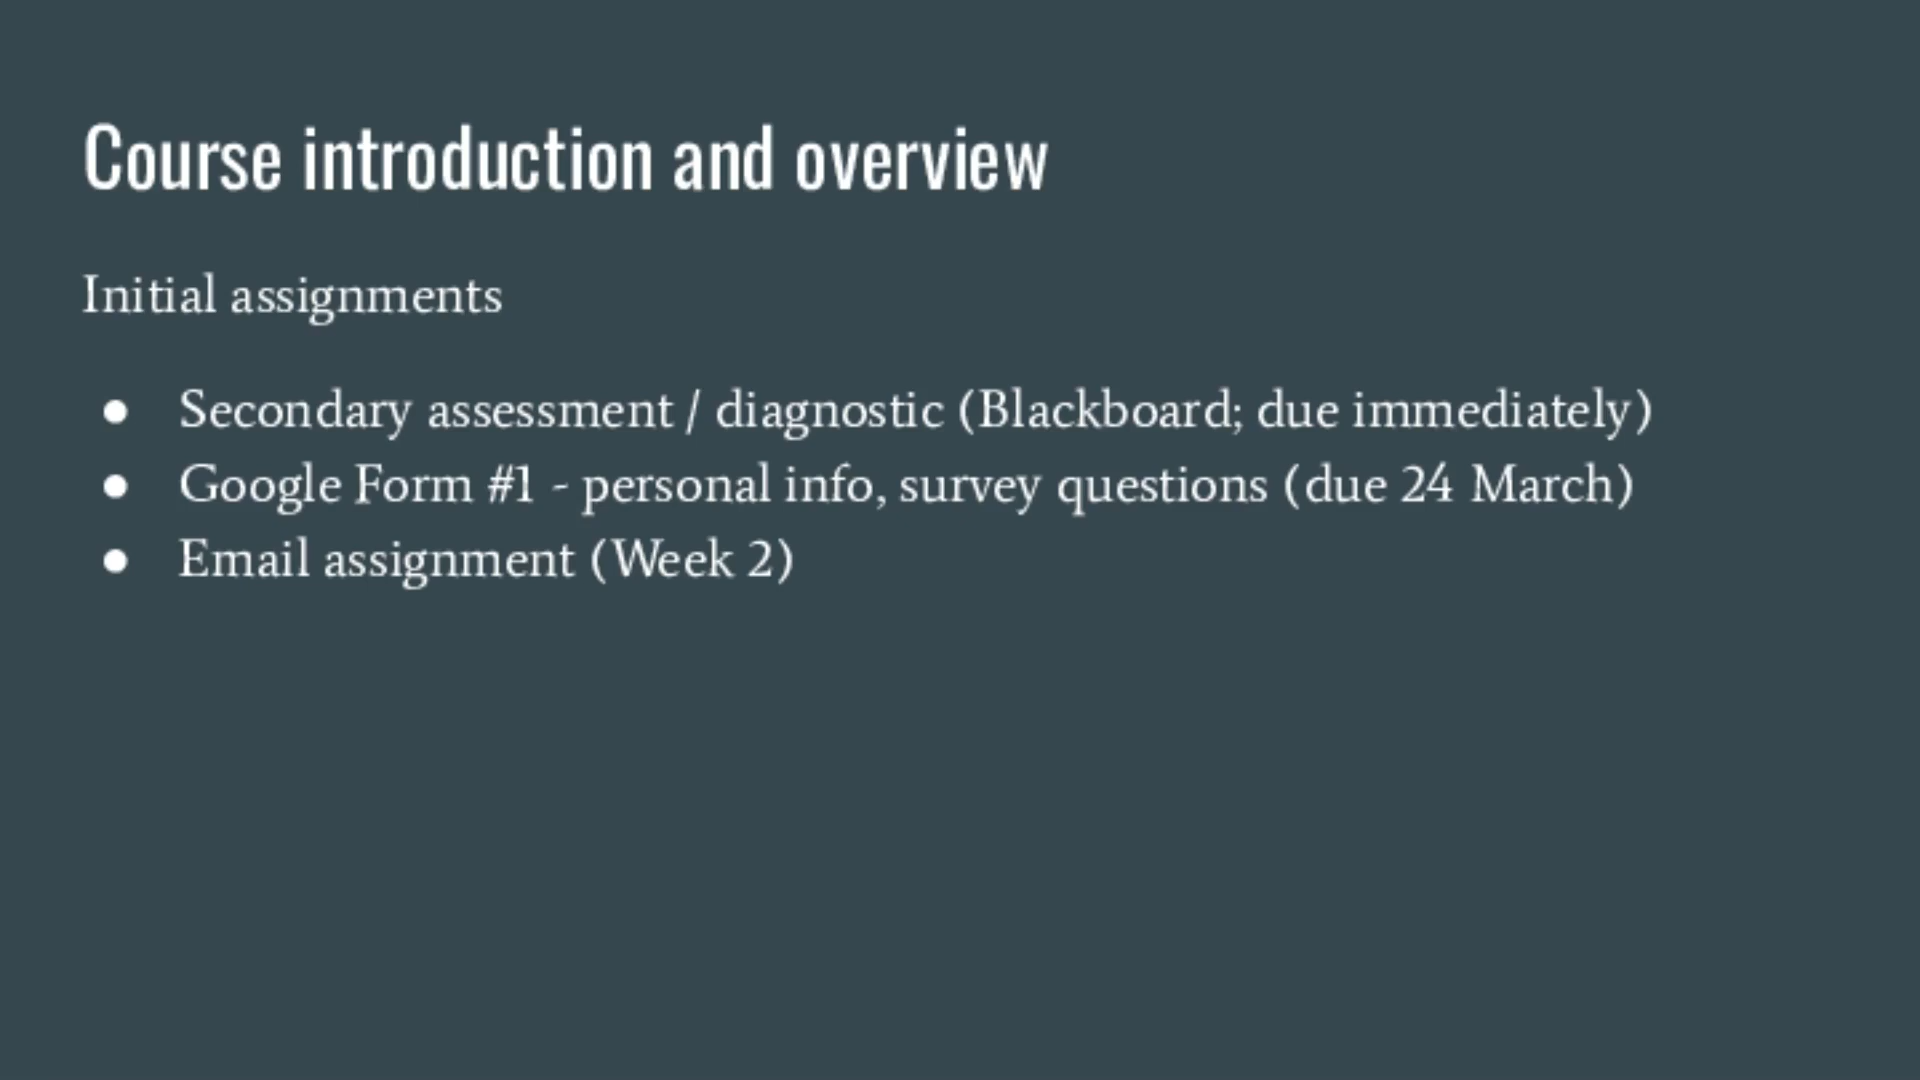 Course introduction and overview
Initial assignments
● Secondary assessment / diagnostic (Blackboard; due immediately)
● Google Form #1 - personal info, survey questions (due 24 March)
● Email assignment (Week 2)